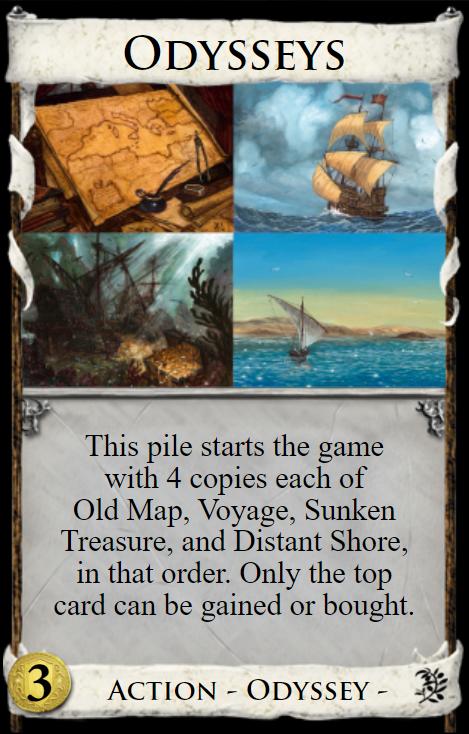 Odysseys
This pile starts the game
with 4 copies each of
Old Map, Voyage, Sunken
Treasure, and Distant Shore,
in that order. Only the top
card can be gained or bought.
3
Action - Odyssey -